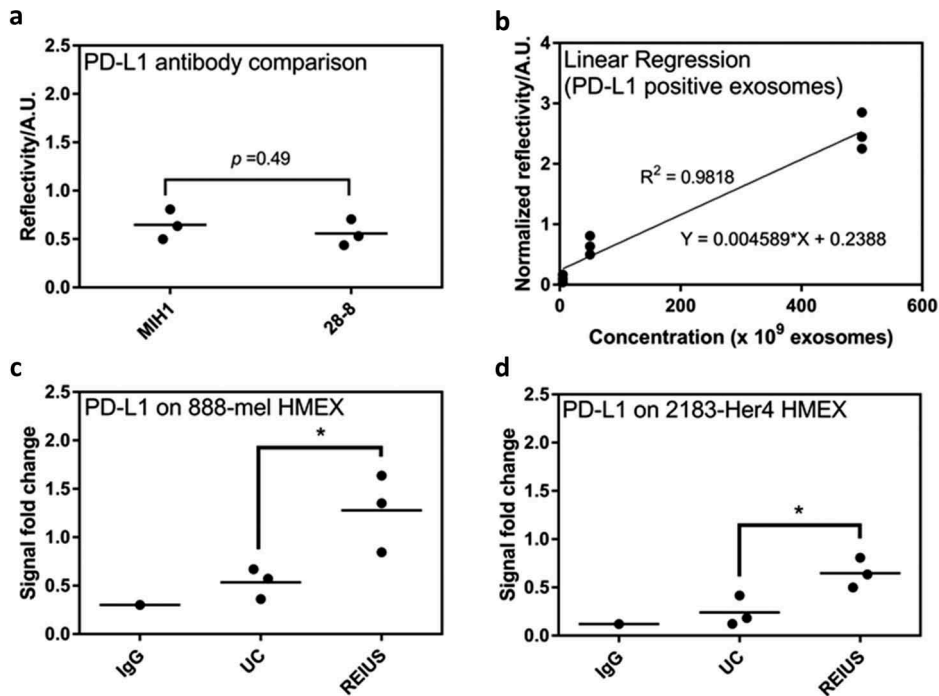 a
PD-L1 antibody comparison
Reflectivity/A.U.
2.5
2.0
1.5
1.0
0.5
0.0
p =0.49
MIH1
28-8
b
Linear Regression
(PD-L1 positive exosomes)
Normalized reflectivity/A.U.
4
3
2
1
0
R² = 0.9818
Y = 0.004589*X + 0.2388
0
200
400
600
Concentration (x 10⁹ exosomes)
c
PD-L1 on 888-mel HMEX
Signal fold change
2.5
2.0
1.5
1.0
0.5
0.0
*
IgG
UC
REIUS
d
PD-L1 on 2183-Her4 HMEX
Signal fold change
2.5
2.0
1.5
1.0
0.5
0.0
*
IgG
UC
REIUS